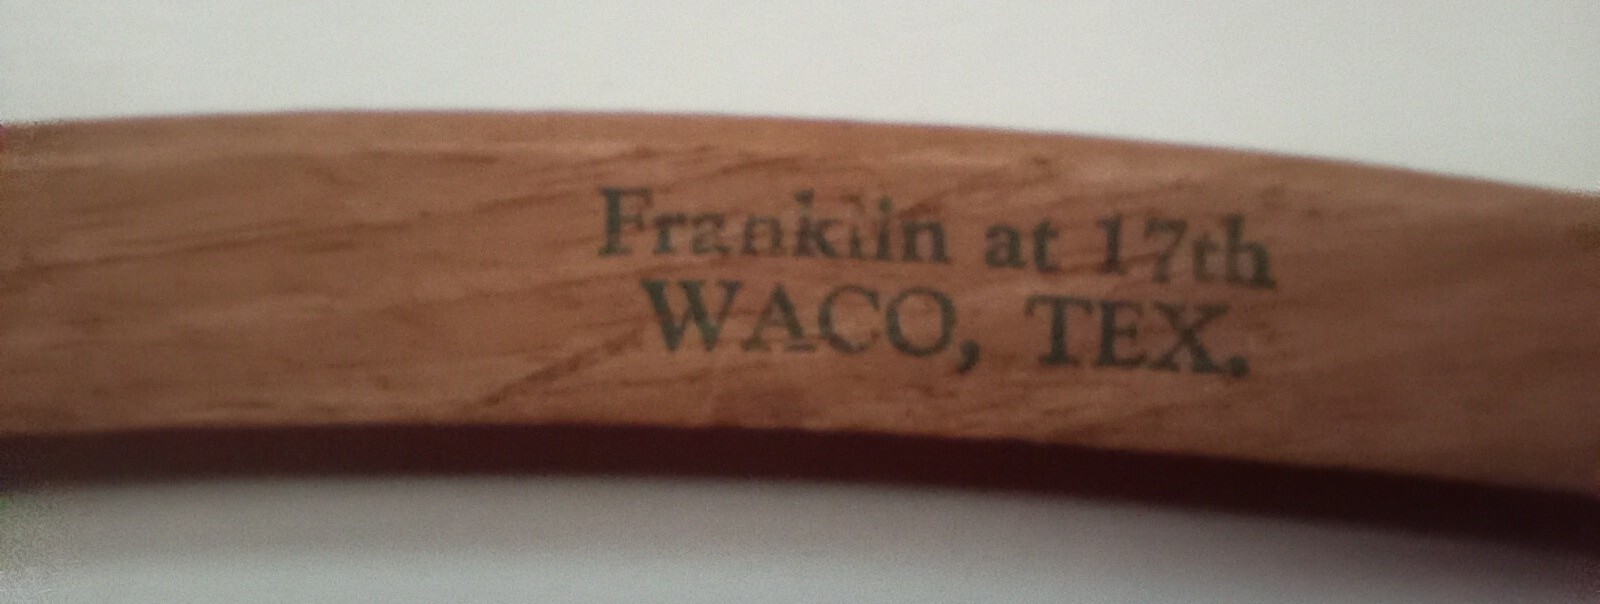 Franklin at 17th
WACO, TEX.